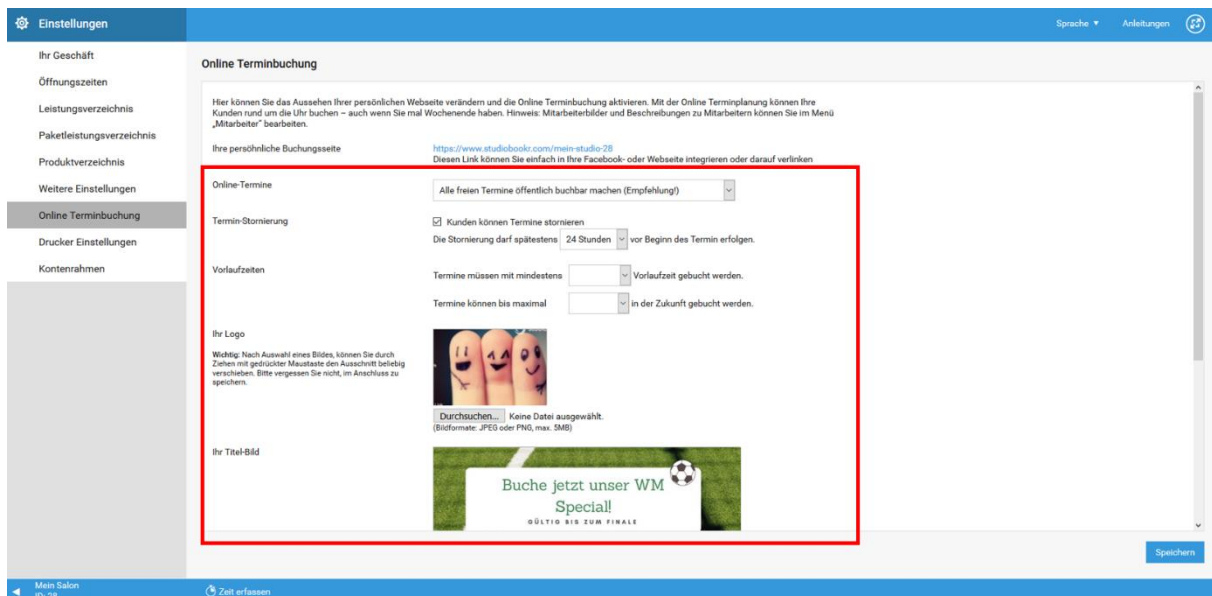 Einstellungen
Sprache ▼ Anleitungen
Ihr Geschäft
Öffnungszeiten
Leistungsverzeichnis
Paketleistungsverzeichnis
Produktverzeichnis
Weitere Einstellungen
Online Terminbuchung
Drucker Einstellungen
Kontenrahmen
Online Terminbuchung
Hier können Sie das Aussehen Ihrer persönlichen Webseite verändern und die Online Terminbuchung aktivieren. Mit der Online Terminplanung können Ihre
Kunden rund um die Uhr buchen – auch wenn Sie mal Wochenende haben. Hinweis: Mitarbeiterbilder und Beschreibungen zu Mitarbeitern können Sie im Menü
„Mitarbeiter" bearbeiten.
Ihre persöhnliche Buchungsseite
https://www.studiobookr.com/mein-studio-28
Diesen Link können Sie einfach in Ihre Facebook- oder Webseite integrieren oder darauf verlinken
Online-Termine
Alle freien Termine öffentlich buchbar machen (Empfehlung!)
Termin-Stornierung
Kunden können Termine stornieren
Die Stornierung darf spätestens 24 Stunden vor Beginn des Termin erfolgen.
Vorlaufzeiten
Termine müssen mit mindestens Vorlaufzeit gebucht werden.
Termine können bis maximal in der Zukunft gebucht werden.
Ihr Logo
Wichtig: Nach Auswahl eines Bildes, können Sie durch
Ziehen mit gedrückter Maustaste den Ausschnitt beliebig
verschieben. Bitte vergessen Sie nicht, im Anschluss zu
speichern.
Durchsuchen... Keine Datei ausgewählt.
(Bildformate: JPEG oder PNG, max. 5MB)
Ihr Titel-Bild
Buche jetzt unser WM
Special!
GÜLTIG BIS ZUM FINALE
Speichern
Mein Salon
ID: 28
Zeit erfassen